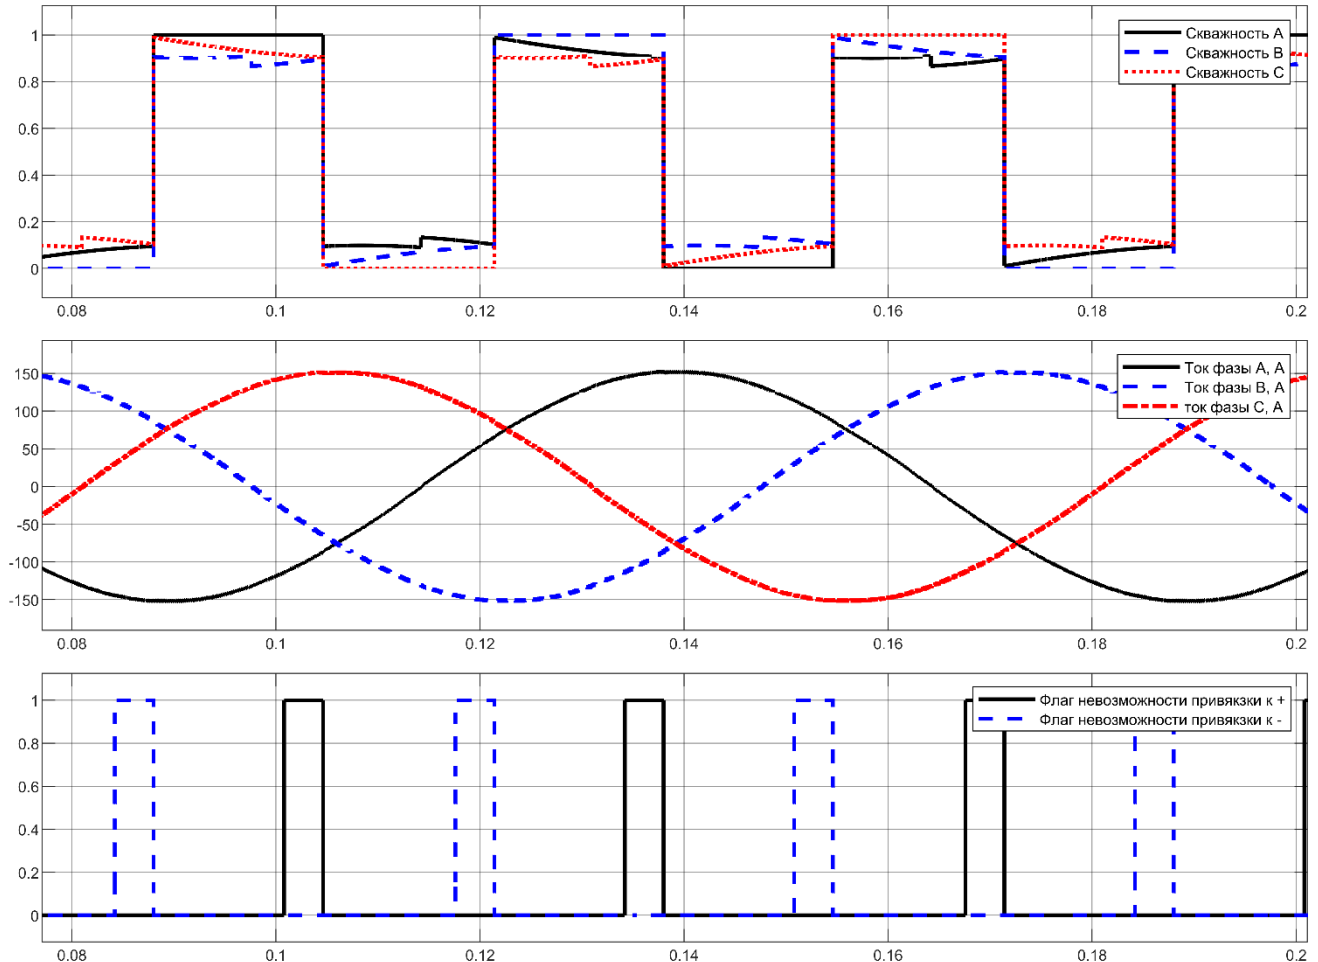 1
0.8
0.6
0.4
0.2
0
Скважность A
Скважность B
Скважность C
0.08 0.1 0.12 0.14 0.16 0.18 0.2
150
100
50
0
-50
-100
-150
Ток фазы A, A
Ток фазы B, A
ток фазы C, A
0.08 0.1 0.12 0.14 0.16 0.18 0.2
1
0.8
0.6
0.4
0.2
0
Флаг невозможности привякзки к +
Флаг невозможности привякзки к -
0.08 0.1 0.12 0.14 0.16 0.18 0.2